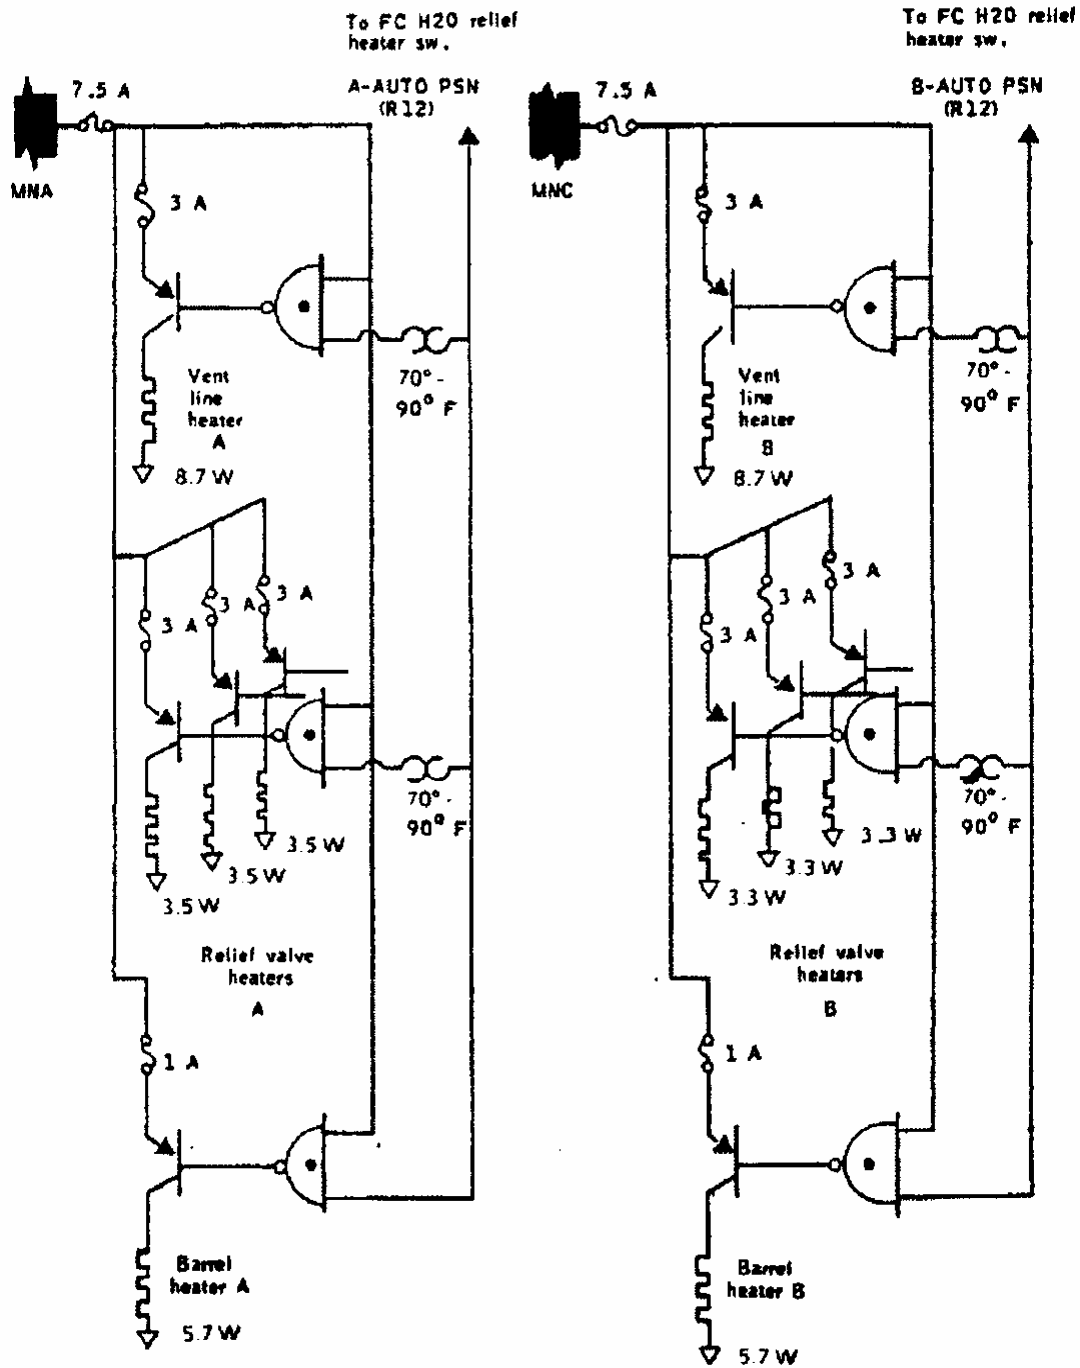 To FC H20 relief
heater sw.
A-AUTO PSN
(R12)
7.5 A
MNA
3 A
70° -
90° F
Vent
line
heater
A
8.7 W
3 A
3 A
3 A
70° -
90° F
3.5 W
3.5 W
3.5 W
Relief valve
heaters
A
1 A
Barrel
heater A
5.7 W
To FC H20 relief
heater sw.
B-AUTO PSN
(R12)
7.5 A
MNC
3 A
70° -
90° F
Vent
line
heater
B
8.7 W
3 A
3 A
3 A
70° -
90° F
3.3 W
3.3 W
3.3 W
Relief valve
heaters
B
1 A
Barrel
heater B
5.7 W